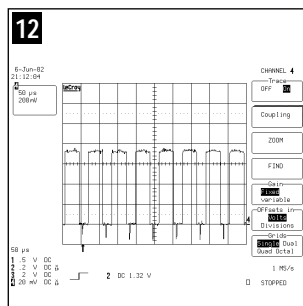 12
6-Jun-02
21:12:04
4
50 µs
200mV
LeCroy
CHANNEL 4
Trace
Off On
Coupling
ZOOM
FIND
Gain
Fixed
variable
Offsets in
Volts
Divisions
Grids
Single Dual
Quad Octal
4
50 µs
1 .5 V DC
2 .2 V DC
3 .2 V DC
4 20 mV DC
2 DC 1.32 V
1 MS/s
STOPPED